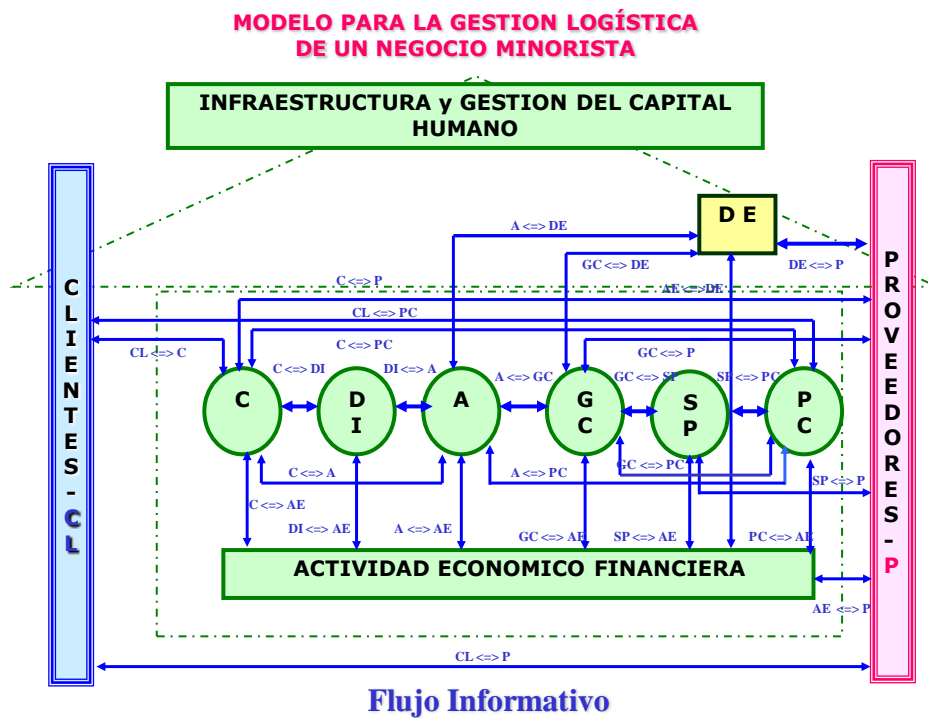 MODELO PARA LA GESTION LOGÍSTICA
DE UN NEGOCIO MINORISTA
INFRAESTRUCTURA y GESTION DEL CAPITAL
HUMANO
D E
A <=> DE
GC <=> DE
DE <=> P
AE <=> DE
C <=> P
CL <=> PC
CL <=> C
C <=> PC
GC <=> P
C <=> DI
DI <=> A
A <=> GC
GC <=> SP
SP <=> PC
C
D
I
A
G
C
S
P
P
C
C <=> A
A <=> PC
GC <=> PC
SP <=> P
C <=> AE
DI <=> AE
A <=> AE
GC <=> AE
SP <=> AE
PC <=> AE
ACTIVIDAD ECONOMICO FINANCIERA
AE <=> P
CL <=> P
C
L
I
E
N
T
E
S
-
C
L
P
R
O
V
E
E
D
O
R
E
S
-
P
Flujo Informativo